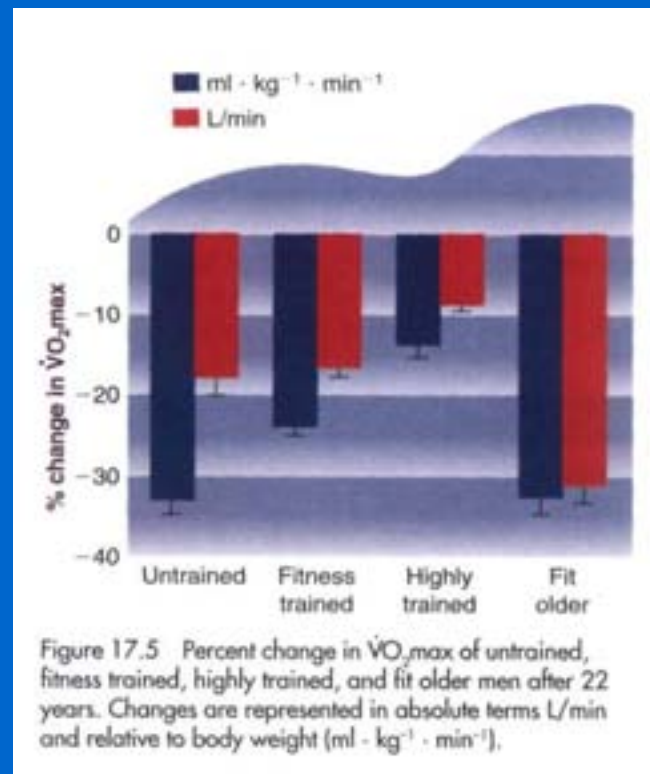 ml · kg⁻¹ · min⁻¹
L/min
% change in V̇O₂max
0
−10
−20
−30
−40
Untrained
Fitness
trained
Highly
trained
Fit
older
Figure 17.5 Percent change in V̇O₂max of untrained,
fitness trained, highly trained, and fit older men after 22
years. Changes are represented in absolute terms L/min
and relative to body weight (ml · kg⁻¹ · min⁻¹).